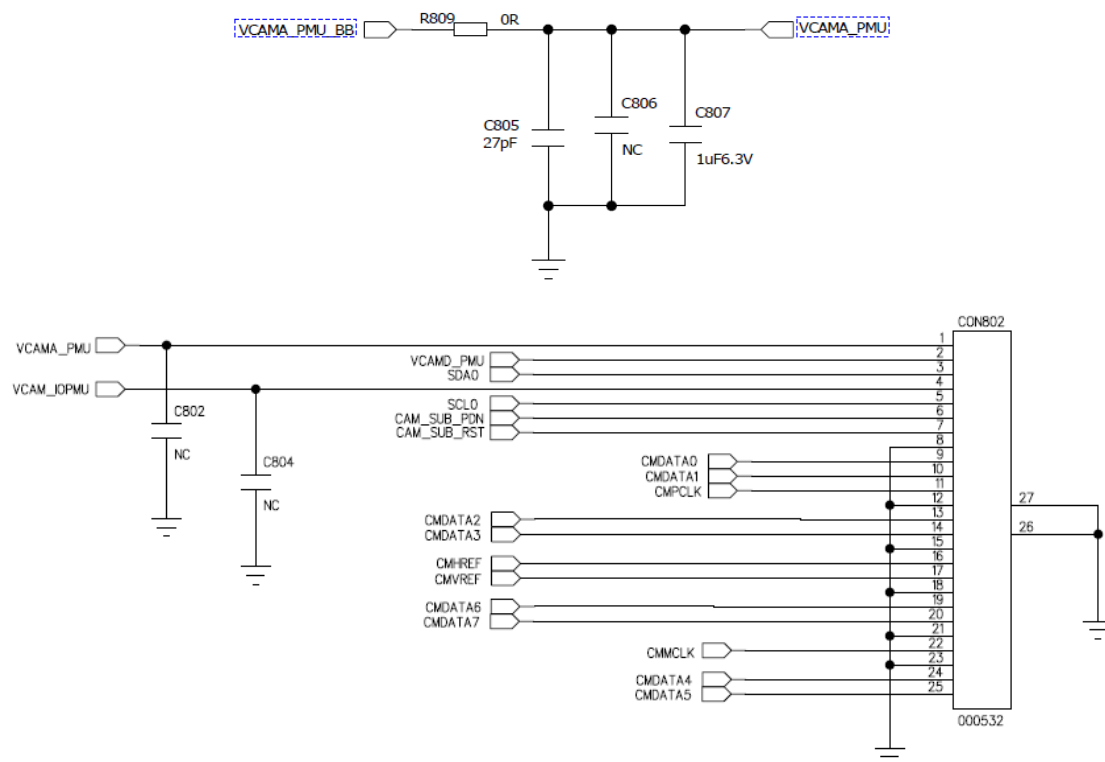 R809 0R
VCAMA_PMU_BB
VCAMA_PMU
C805
27pF
C806
NC
C807
1uF6.3V
CON802
VCAMA_PMU
1
VCAMD_PMU
2
SDA0
3
VCAM_IOPMU
4
SCL0
5
CAM_SUB_PDN
6
CAM_SUB_RST
7
C802
NC
C804
NC
8
CMDATA0
9
CMDATA1
10
CMPCLK
11
12
CMDATA2
13
CMDATA3
14
15
CMHREF
16
CMVREF
17
18
CMDATA6
19
CMDATA7
20
21
CMMCLK
22
23
CMDATA4
24
CMDATA5
25
27
26
000532